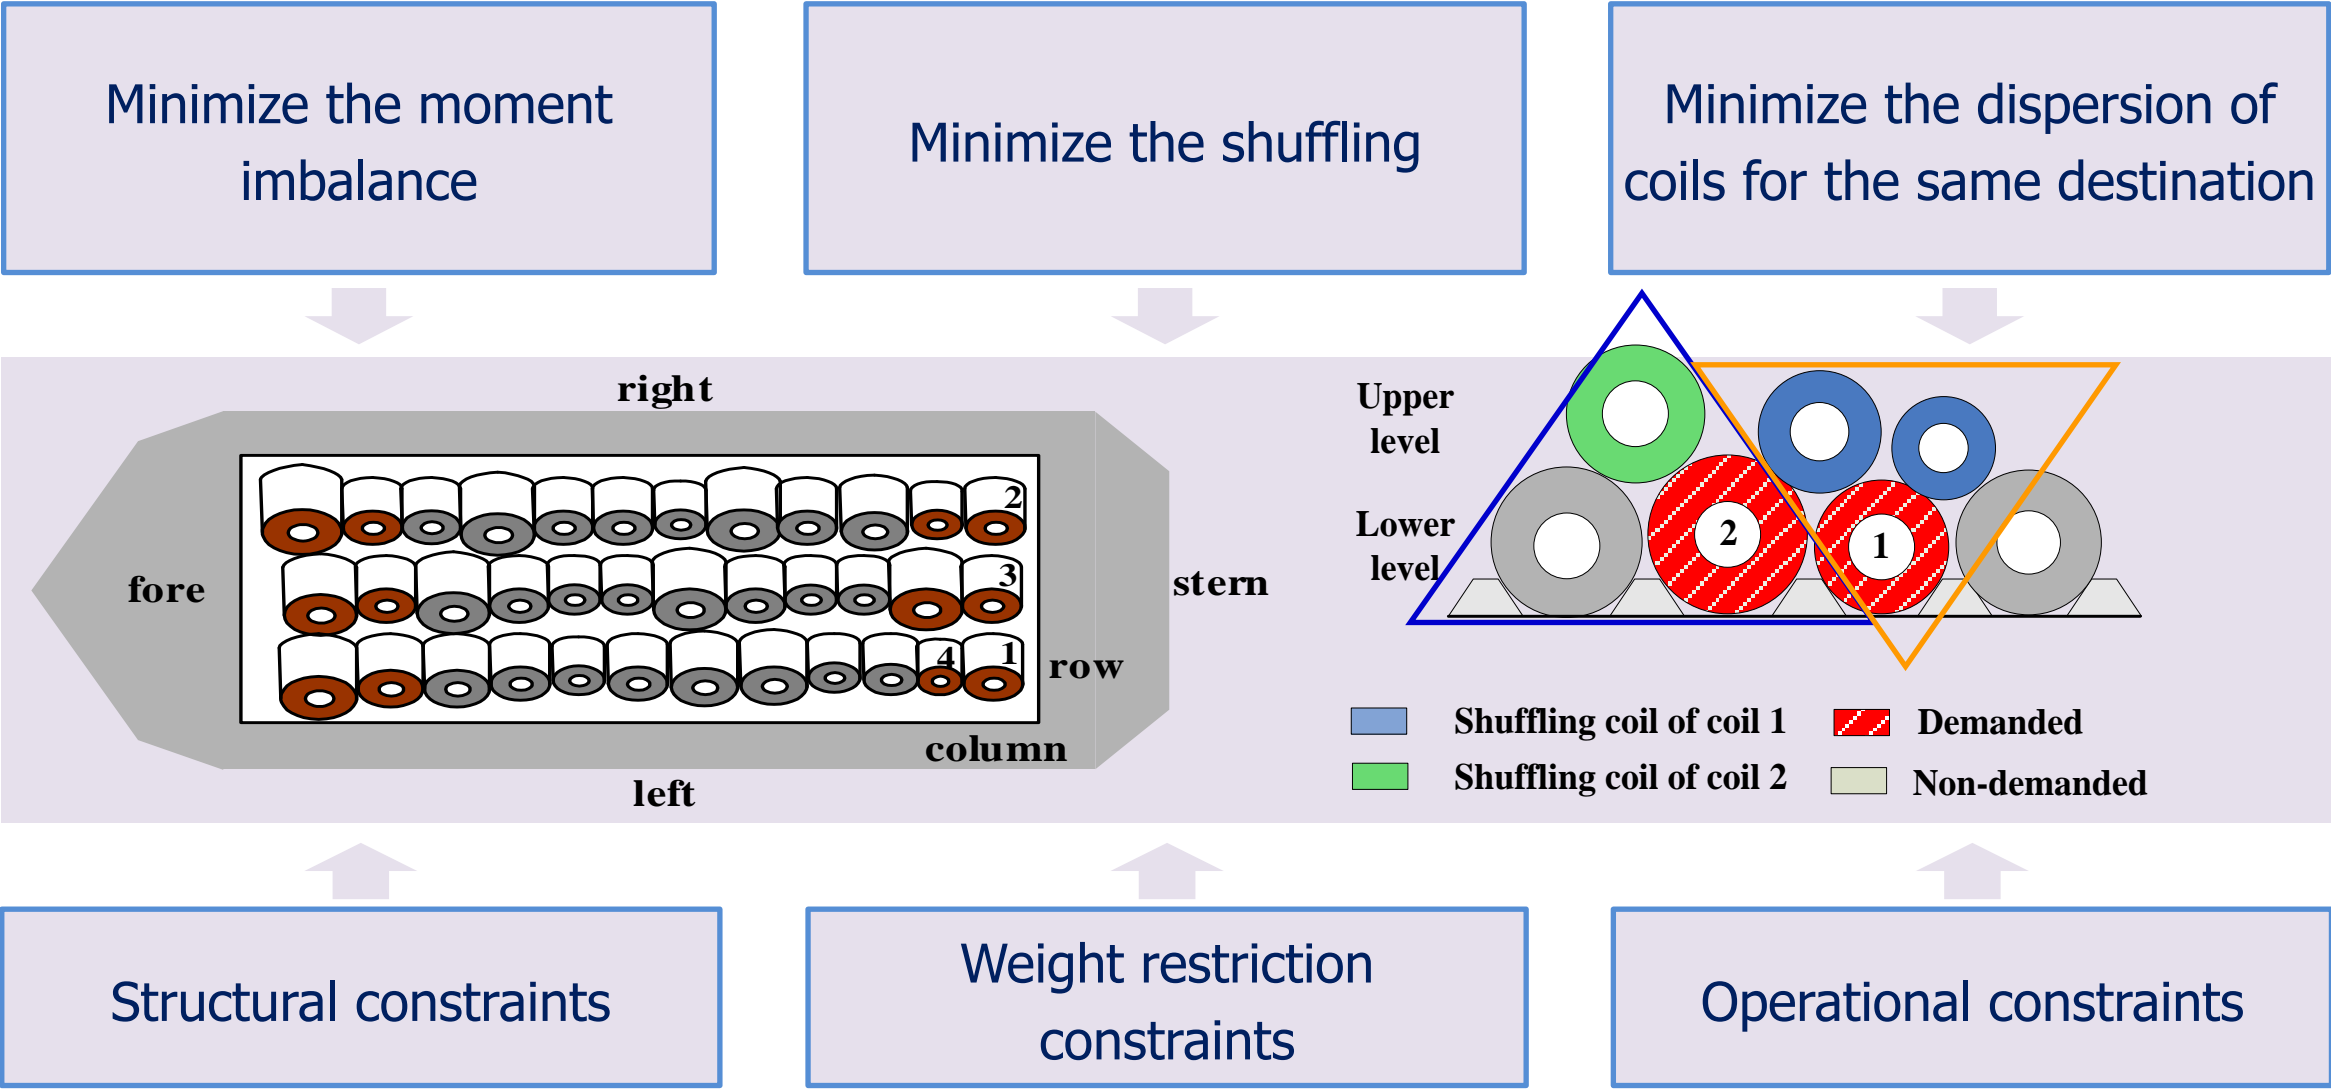 Minimize the moment
imbalance
Minimize the shuffling
Minimize the dispersion of
coils for the same destination
right
fore
stern
row
column
left
2
3
4
1
Upper
level
Lower
level
2
1
Shuffling coil of coil 1
Demanded
Shuffling coil of coil 2
Non-demanded
Structural constraints
Weight restriction
constraints
Operational constraints